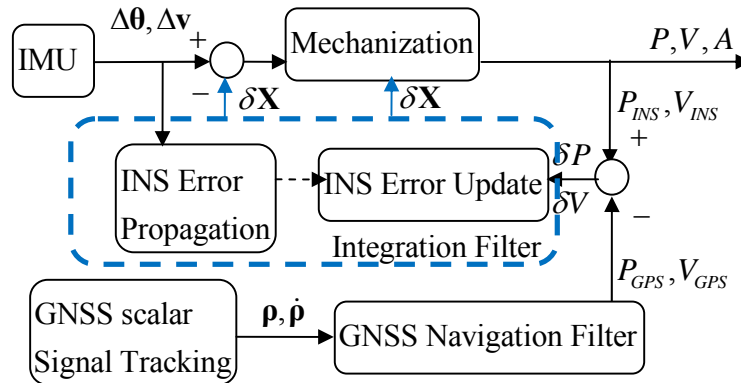 Δθ, Δv
IMU
+
−
δX
Mechanization
δX
P, V, A
P_INS, V_INS
+
INS Error
Propagation
INS Error Update
δP
δV
−
Integration Filter
P_GPS, V_GPS
GNSS scalar
Signal Tracking
ρ, ρ̇
GNSS Navigation Filter